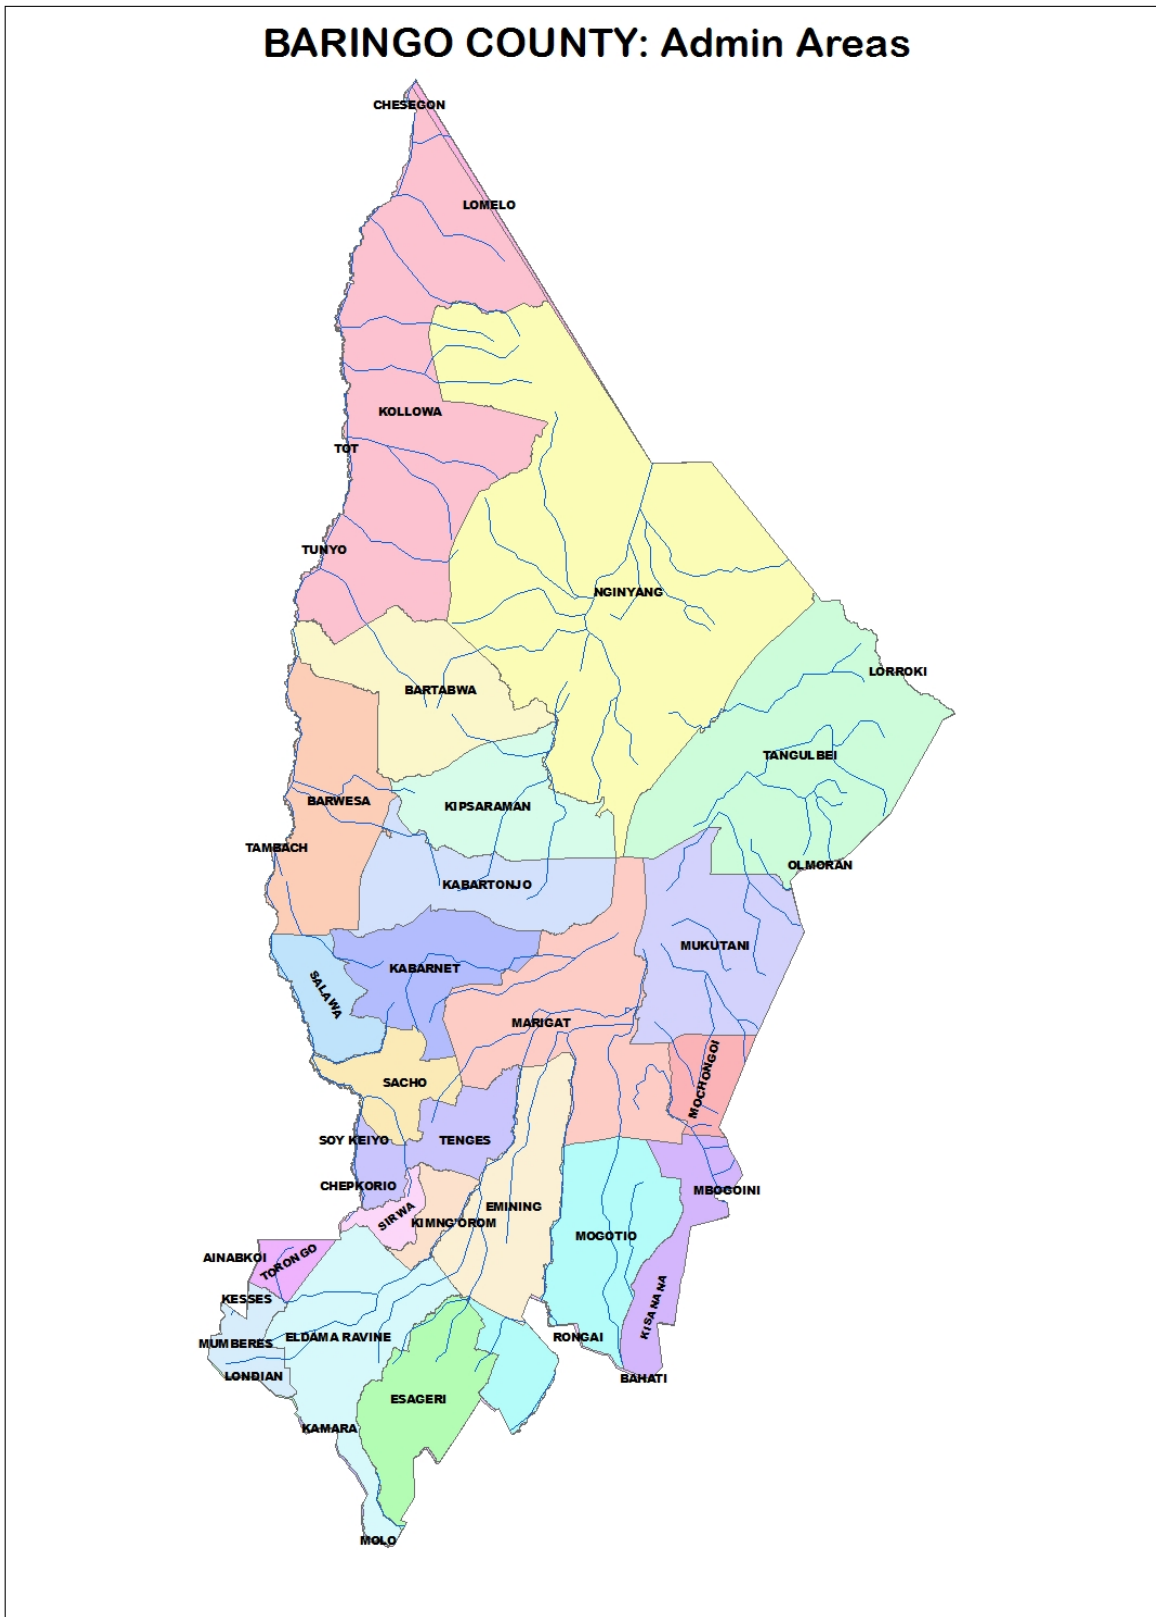 BARINGO COUNTY: Admin Areas
CHESEGON
LOMELO
KOLLOWA
TOT
TUNYO
NGINYANG
LORROKI
BARTABWA
TANGULBEI
BARWESA
KIPSARAMAN
TAMBACH
OLMORAN
KABARTONJO
MUKUTANI
KABARNET
SALAWA
MARIGAT
MOCHONGOI
SACHO
SOY KEIYO
TENGES
CHEPKORIO
MBOGOINI
EMINING
SIRWA
KIMNG'OROM
MOGOTIO
AINABKOI
TORONGO
KESSES
KISANANA
MUMBERES
ELDAMA RAVINE
RONGAI
LONDIAN
BAHATI
ESAGERI
KAMARA
MOLO